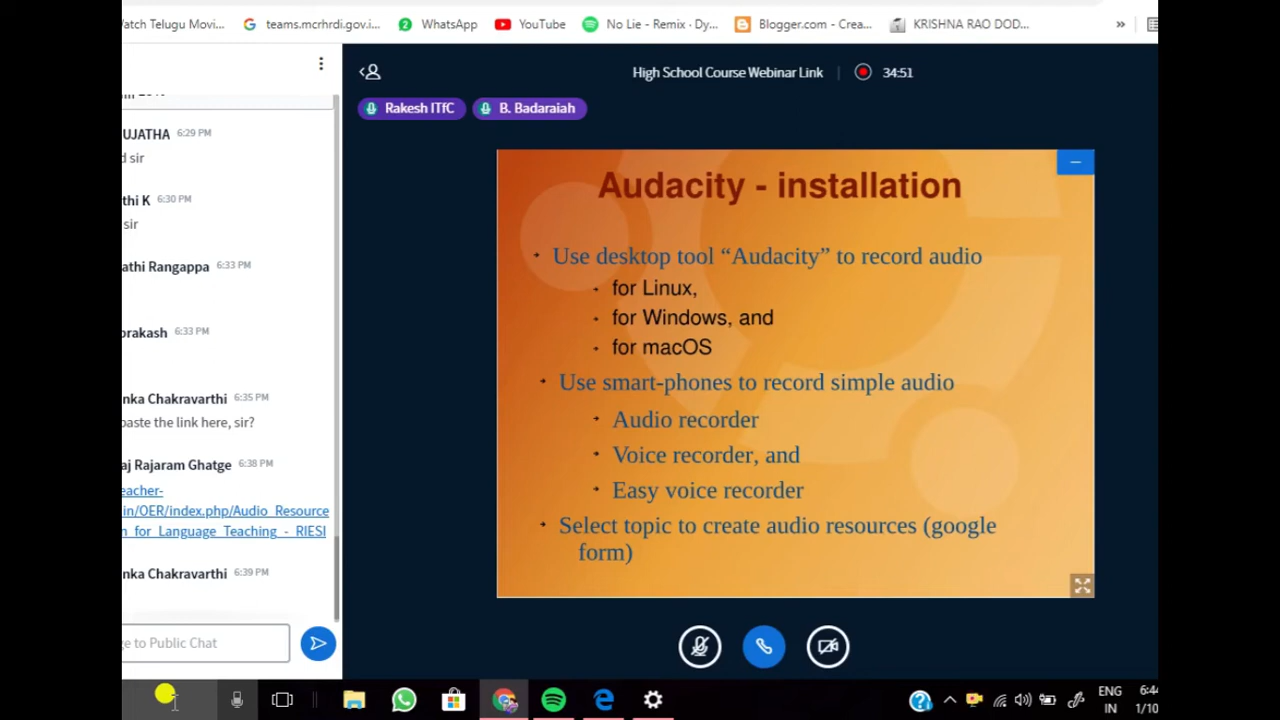 Vatch Telugu Movi...
teams.mcrhrdi.gov.i...
WhatsApp
YouTube
No Lie - Remix · Dy...
Blogger.com - Crea...
KRISHNA RAO DOD...
»
High School Course Webinar Link
34:51
Rakesh ITfC
B. Badaraiah
UJATHA 6:29 PM
d sir
thi K 6:30 PM
sir
athi Rangappa 6:33 PM
prakash 6:33 PM
nka Chakravarthi 6:35 PM
paste the link here, sir?
aj Rajaram Ghatge 6:38 PM
eacher-
in/OER/index.php/Audio_Resource
n_for_Language_Teaching_-_RIESI
nka Chakravarthi 6:39 PM
ge to Public Chat
Audacity - installation
Use desktop tool “Audacity” to record audio
for Linux,
for Windows, and
for macOS
Use smart-phones to record simple audio
Audio recorder
Voice recorder, and
Easy voice recorder
Select topic to create audio resources (google
form)
ENG
IN
6:44
1/10